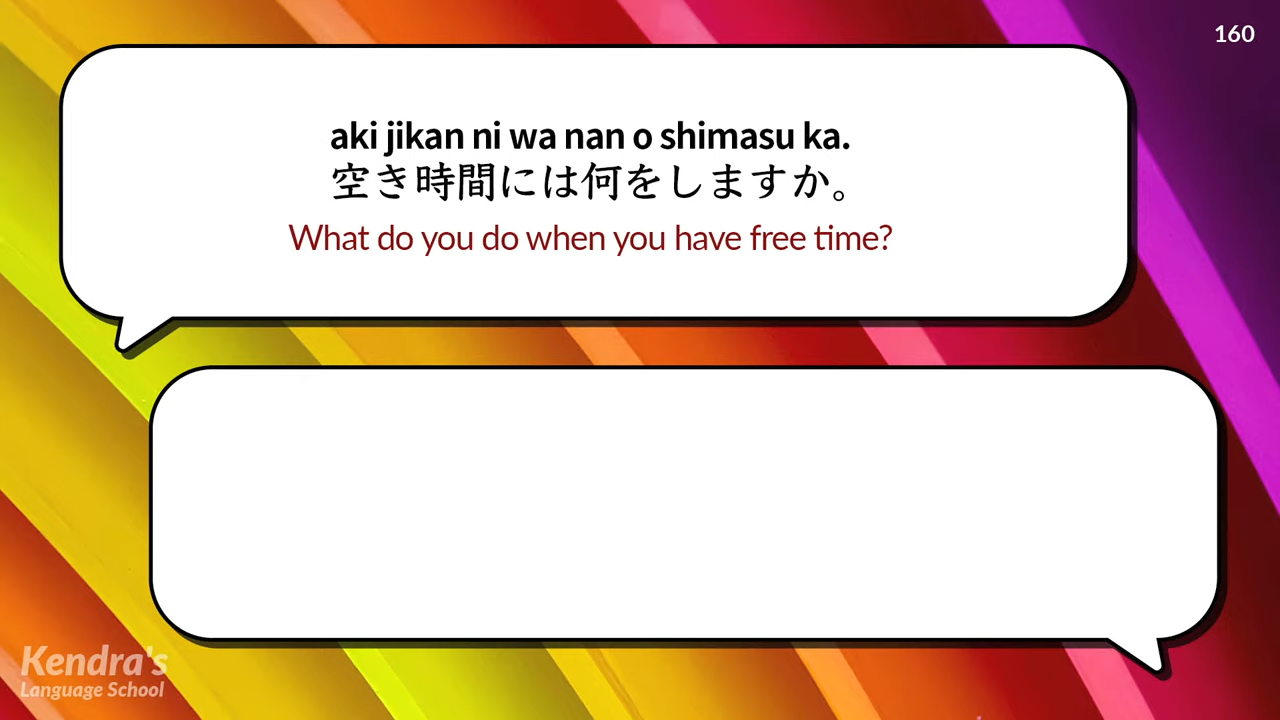 160
aki jikan ni wa nan o shimasu ka.
空き時間には何をしますか。
What do you do when you have free time?
Kendra's
Language School